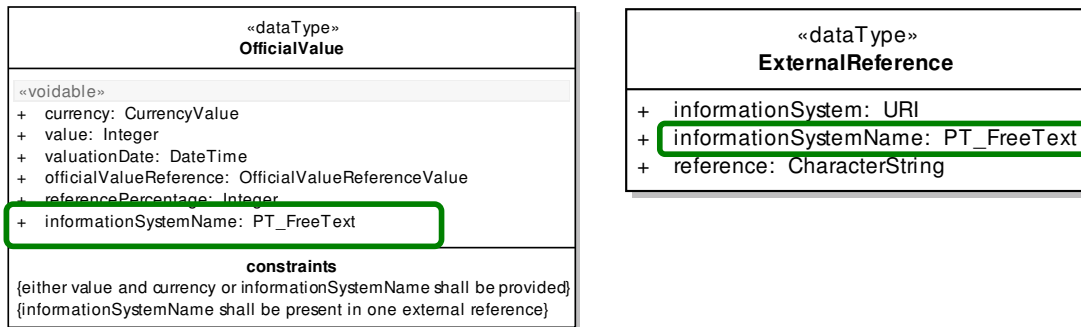 «dataType»
OfficialValue
«voidable»
+ currency: CurrencyValue
+ value: Integer
+ valuationDate: DateTime
+ officialValueReference: OfficialValueReferenceValue
+ referencePercentage: Integer
+ informationSystemName: PT_FreeText
constraints
{either value and currency or informationSystemName shall be provided}
{informationSystemName shall be present in one external reference}
«dataType»
ExternalReference
+ informationSystem: URI
+ informationSystemName: PT_FreeText
+ reference: CharacterString